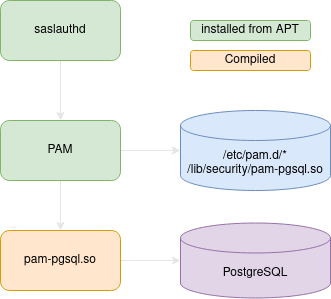 saslauthd
installed from APT
Compiled
PAM
/etc/pam.d/*
/lib/security/pam-pgsql.so
pam-pgsql.so
PostgreSQL